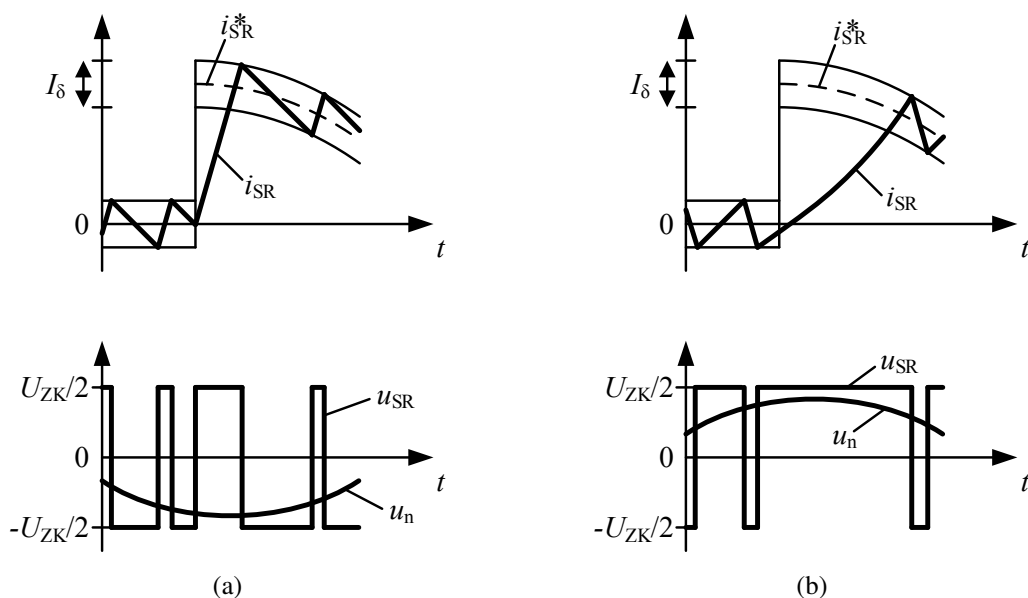 i*SR
i*SR
Iδ
Iδ
iSR
iSR
0
t
0
t
UZK/2
uSR
UZK/2
uSR
0
t
un
0
t
-UZK/2
un
-UZK/2
(a)
(b)